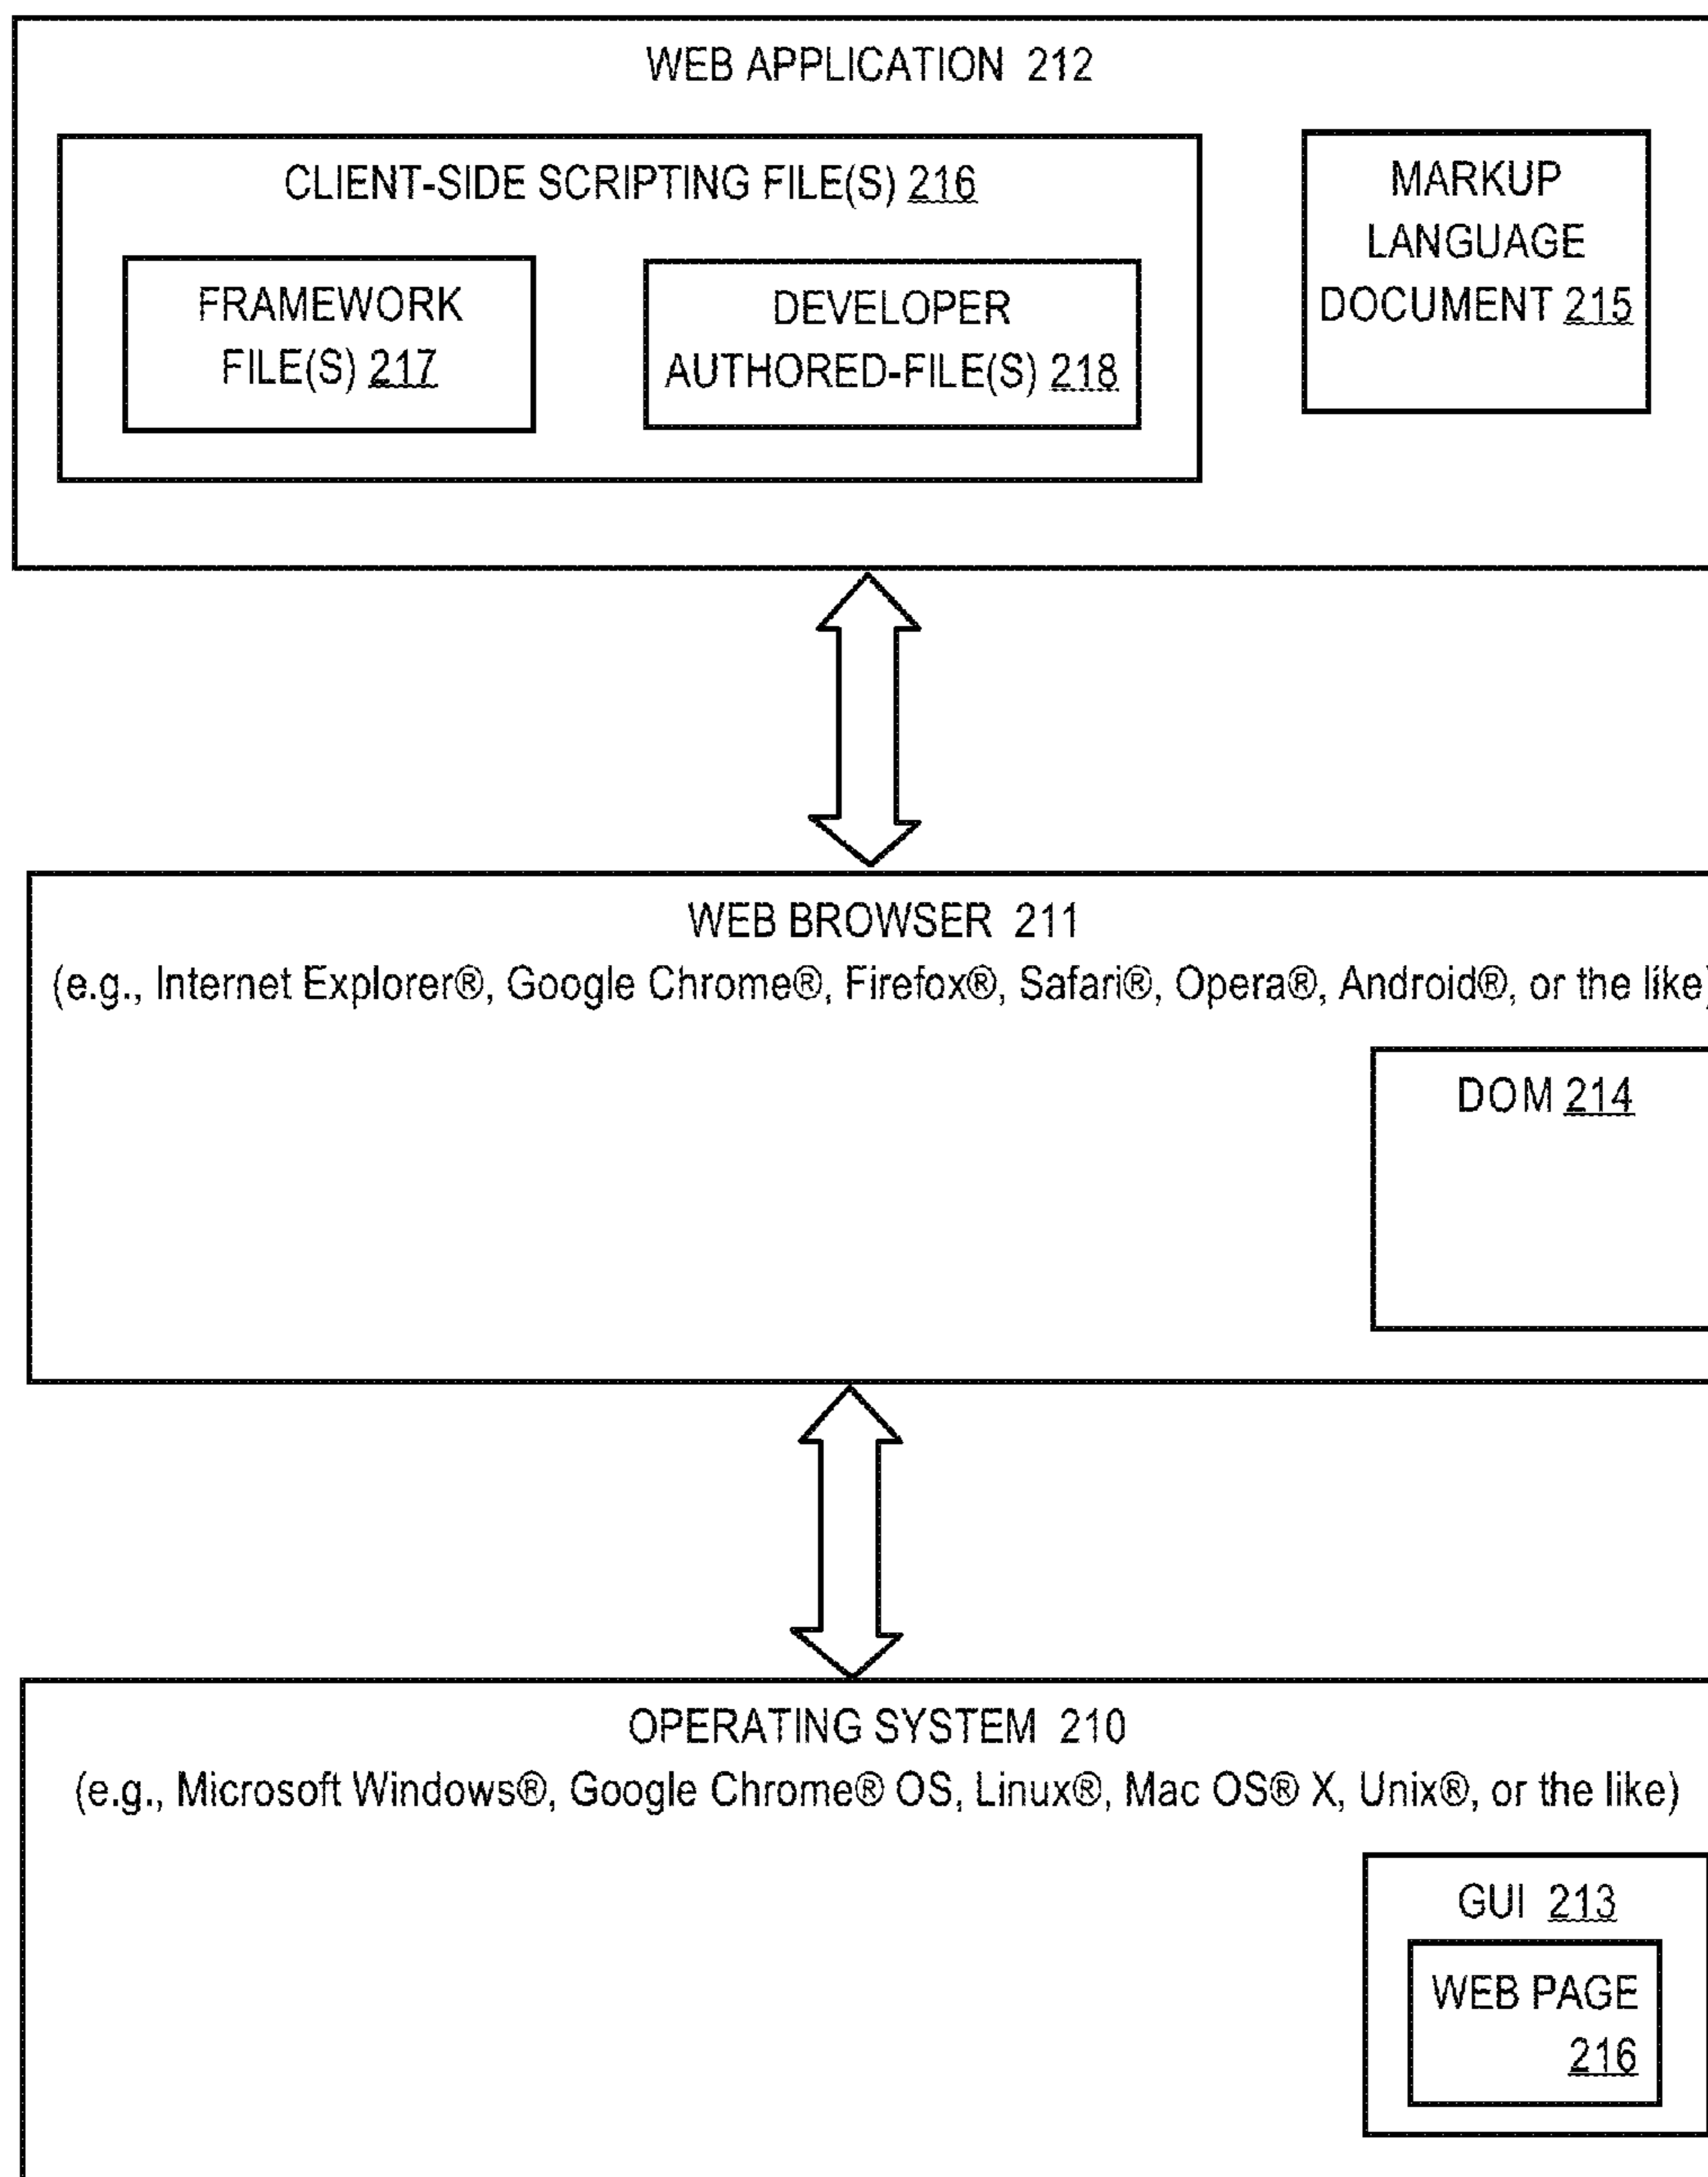 WEB APPLICATION 212
CLIENT-SIDE SCRIPTING FILE(S) 216
FRAMEWORK
FILE(S) 217
DEVELOPER
AUTHORED-FILE(S) 218
MARKUP
LANGUAGE
DOCUMENT 215
WEB BROWSER 211
(e.g., Internet Explorer®, Google Chrome®, Firefox®, Safari®, Opera®, Android®, or the like)
DOM 214
OPERATING SYSTEM 210
(e.g., Microsoft Windows®, Google Chrome® OS, Linux®, Mac OS® X, Unix®, or the like)
GUI 213
WEB PAGE
216